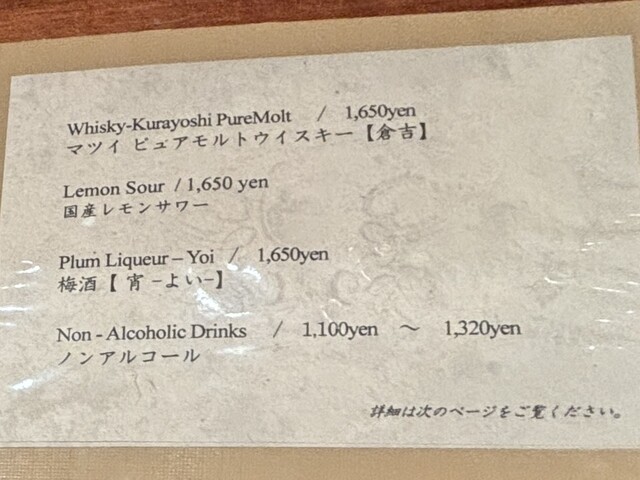 Whisky-Kurayoshi PureMolt / 1,650yen
マツイ ピュアモルトウイスキー【倉吉】
Lemon Sour / 1,650 yen
国産レモンサワー
Plum Liqueur – Yoi / 1,650yen
梅酒【 宵 –よい–】
Non - Alcoholic Drinks / 1,100yen ～ 1,320yen
ノンアルコール
詳細は次のページをご覧ください。